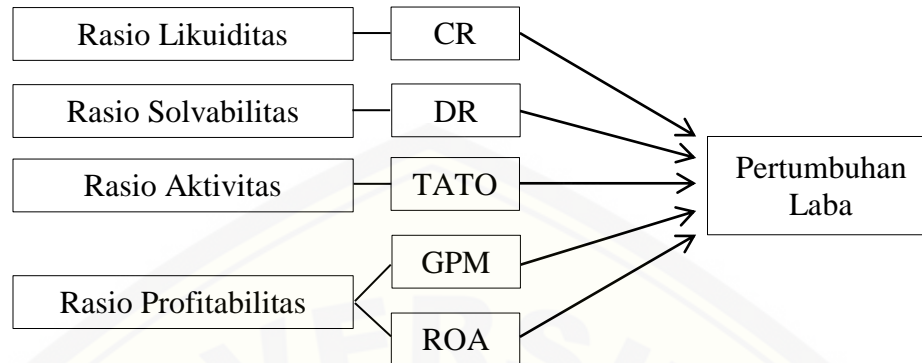 Rasio Likuiditas
CR
Rasio Solvabilitas
DR
Rasio Aktivitas
TATO
Pertumbuhan
Laba
Rasio Profitabilitas
GPM
ROA